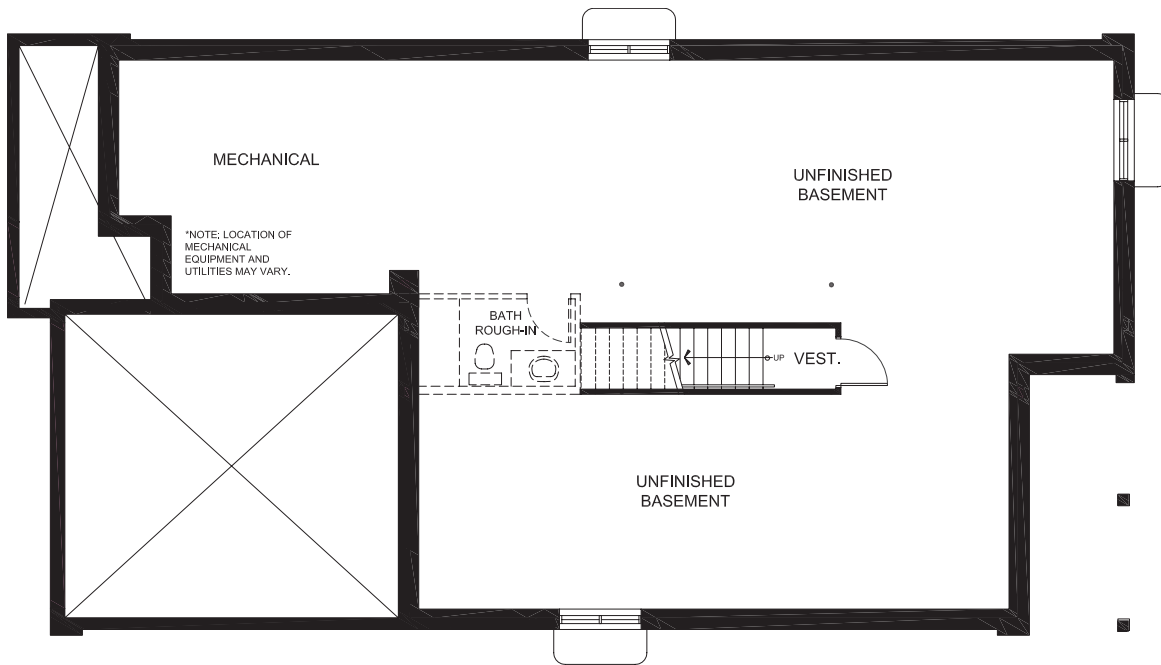 MECHANICAL
UNFINISHED
BASEMENT
*NOTE: LOCATION OF
MECHANICAL
EQUIPMENT AND
UTILITIES MAY VARY.
BATH
ROUGH-IN
UP
VEST.
UNFINISHED
BASEMENT